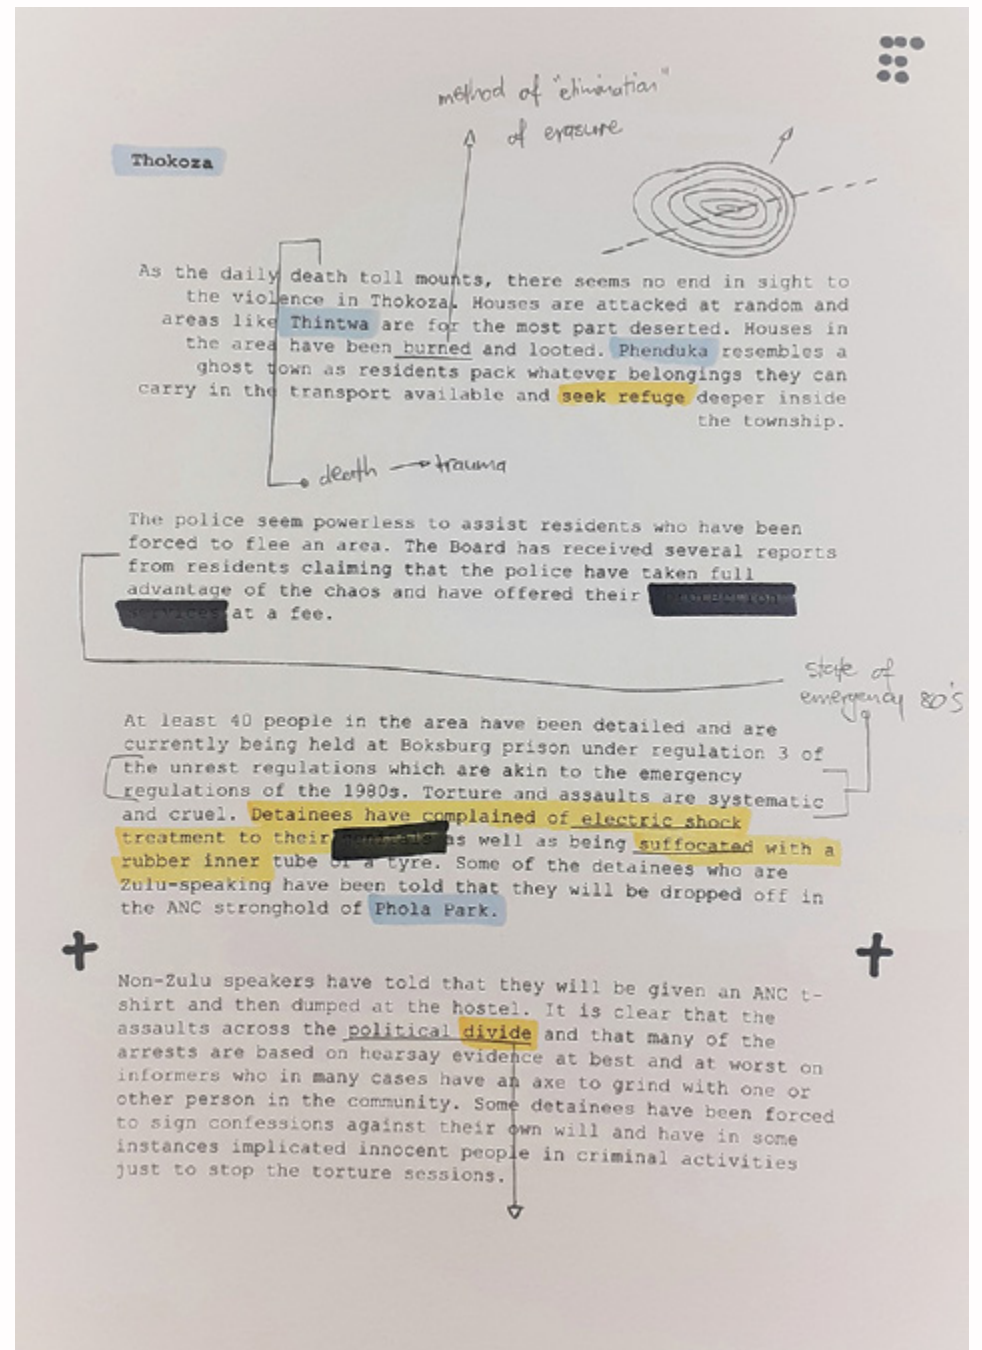 method of "elimination"
of erasure
Thokoza
As the daily death toll mounts, there seems no end in sight to
the violence in Thokoza. Houses are attacked at random and
areas like Thintwa are for the most part deserted. Houses in
the area have been burned and looted. Phenduka resembles a
ghost town as residents pack whatever belongings they can
carry in the transport available and seek refuge deeper inside
the township.
death trauma
The police seem powerless to assist residents who have been
forced to flee an area. The Board has received several reports
from residents claiming that the police have taken full
advantage of the chaos and have offered their
at a fee.
state of
emergency 80's
At least 40 people in the area have been detailed and are
currently being held at Boksburg prison under regulation 3 of
the unrest regulations which are akin to the emergency
regulations of the 1980s. Torture and assaults are systematic
and cruel. Detainees have complained of electric shock
treatment to their as well as being suffocated with a
rubber inner tube of a tyre. Some of the detainees who are
Zulu-speaking have been told that they will be dropped off in
the ANC stronghold of Phola Park.
Non-Zulu speakers have told that they will be given an ANC t-
shirt and then dumped at the hostel. It is clear that the
assaults across the political divide and that many of the
arrests are based on hearsay evidence at best and at worst on
informers who in many cases have an axe to grind with one or
other person in the community. Some detainees have been forced
to sign confessions against their own will and have in some
instances implicated innocent people in criminal activities
just to stop the torture sessions.